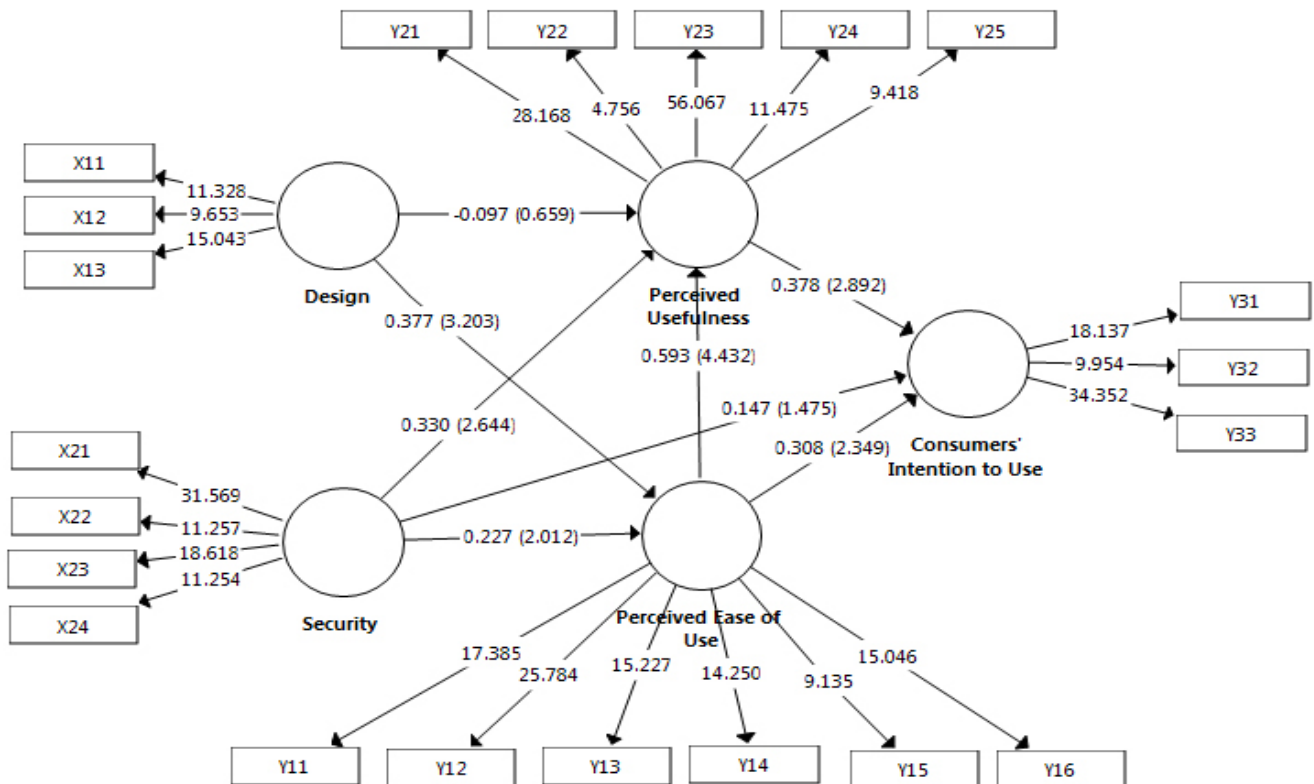 Y21
Y22
Y23
Y24
Y25
28.168
4.756
56.067
11.475
9.418
X11
X12
X13
11.328
9.653
15.043
Design
-0.097 (0.659)
Perceived
Usefulness
0.377 (3.203)
0.378 (2.892)
0.593 (4.432)
0.330 (2.644)
0.147 (1.475)
0.308 (2.349)
Y31
Y32
Y33
18.137
9.954
34.352
Consumers'
Intention to Use
X21
X22
X23
X24
31.569
11.257
18.618
11.254
Security
0.227 (2.012)
Perceived Ease of
Use
17.385
25.784
15.227
14.250
9.135
15.046
Y11
Y12
Y13
Y14
Y15
Y16